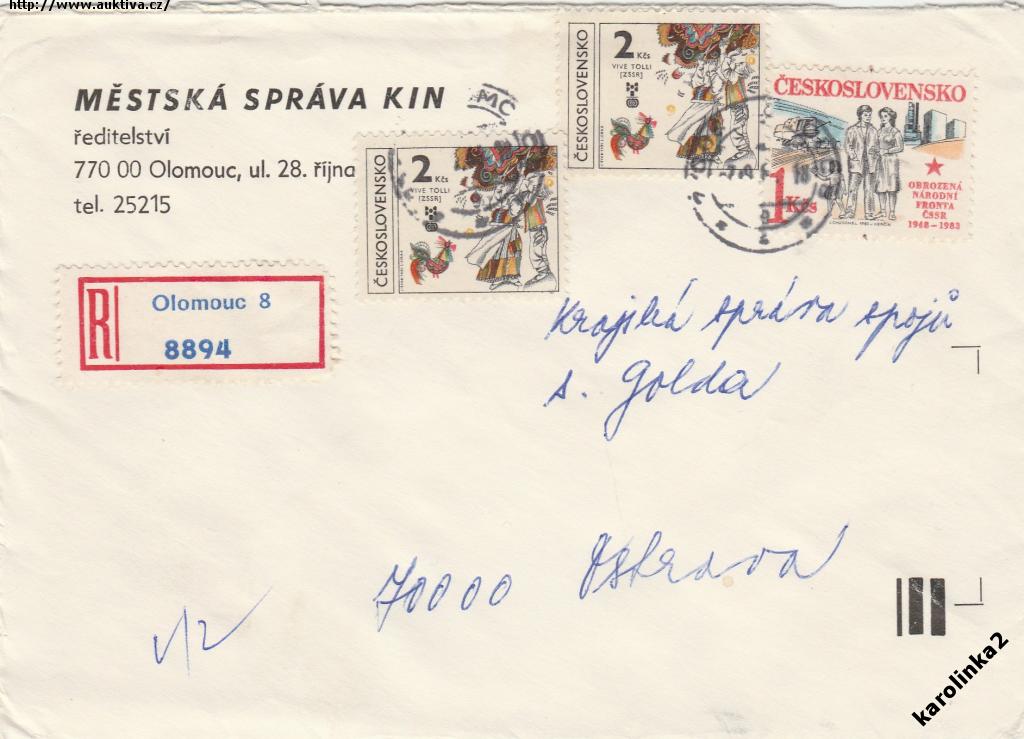 http://www.auktiva.cz/
MĚSTSKÁ SPRÁVA KIN
ředitelství
770 00 Olomouc, ul. 28. října
tel. 25215
ČESKOSLOVENSKO
2 Kčs
VIVE TOLLI
[ZSSR]
ČESKOSLOVENSKO
2 Kčs
VIVE TOLLI
[ZSSR]
ČESKOSLOVENSKO
1 Kčs
OBROZENÁ
NÁRODNÍ
FRONTA
ČSSR
1948–1983
R
Olomouc 8
8894
Krajská správa spojů
s. Golda
70000 Ostrava
1/2
karolinka2